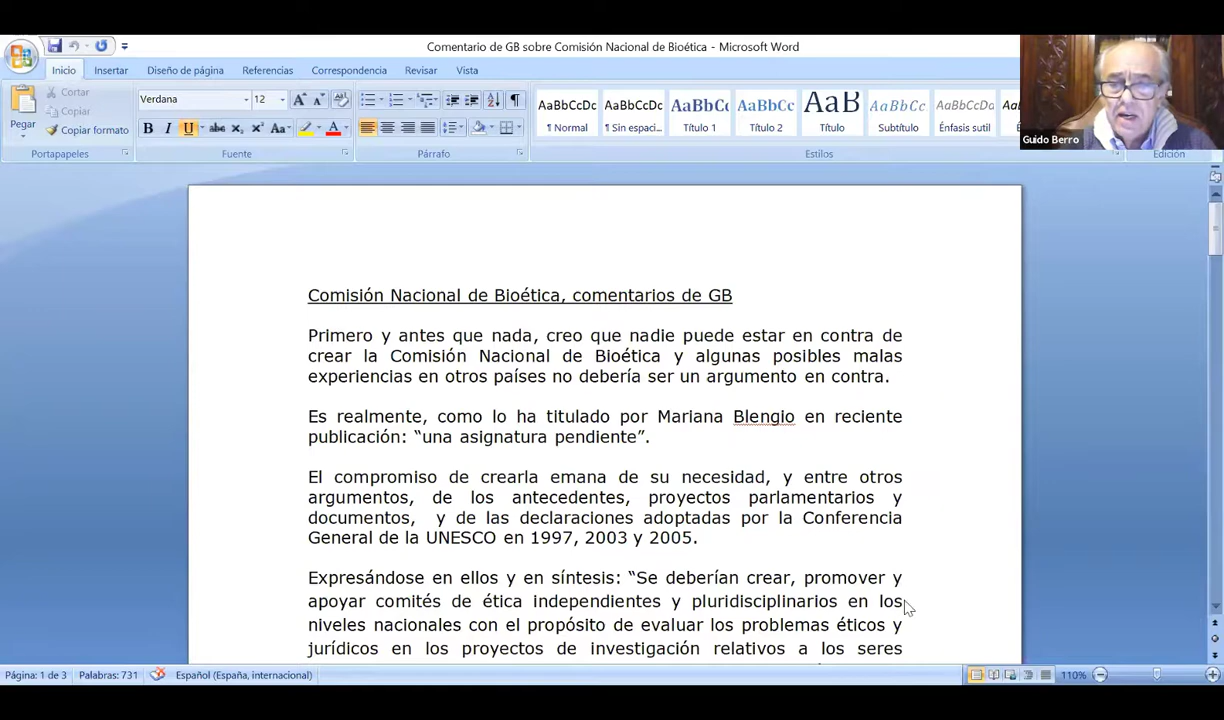 Comentario de GB sobre Comisión Nacional de Bioética - Microsoft Word
Inicio Insertar Diseño de página Referencias Correspondencia Revisar Vista
Pegar
Cortar
Copiar
Copiar formato
Portapapeles
Verdana 12
Fuente
Párrafo
AaBbCcDc AaBbCcDc AaBbCc AaBbCc AaB AaBbCcDc AaBbCcDc
¶ Normal ¶ Sin espaci... Título 1 Título 2 Título Subtítulo Énfasis sutil
Estilos
Edición
Guido Berro
Comisión Nacional de Bioética, comentarios de GB
Primero y antes que nada, creo que nadie puede estar en contra de
crear la Comisión Nacional de Bioética y algunas posibles malas
experiencias en otros países no debería ser un argumento en contra.
Es realmente, como lo ha titulado por Mariana Blengio en reciente
publicación: “una asignatura pendiente”.
El compromiso de crearla emana de su necesidad, y entre otros
argumentos, de los antecedentes, proyectos parlamentarios y
documentos, y de las declaraciones adoptadas por la Conferencia
General de la UNESCO en 1997, 2003 y 2005.
Expresándose en ellos y en síntesis: “Se deberían crear, promover y
apoyar comités de ética independientes y pluridisciplinarios en los
niveles nacionales con el propósito de evaluar los problemas éticos y
jurídicos en los proyectos de investigación relativos a los seres
Página: 1 de 3 Palabras: 731 Español (España, internacional) 110%